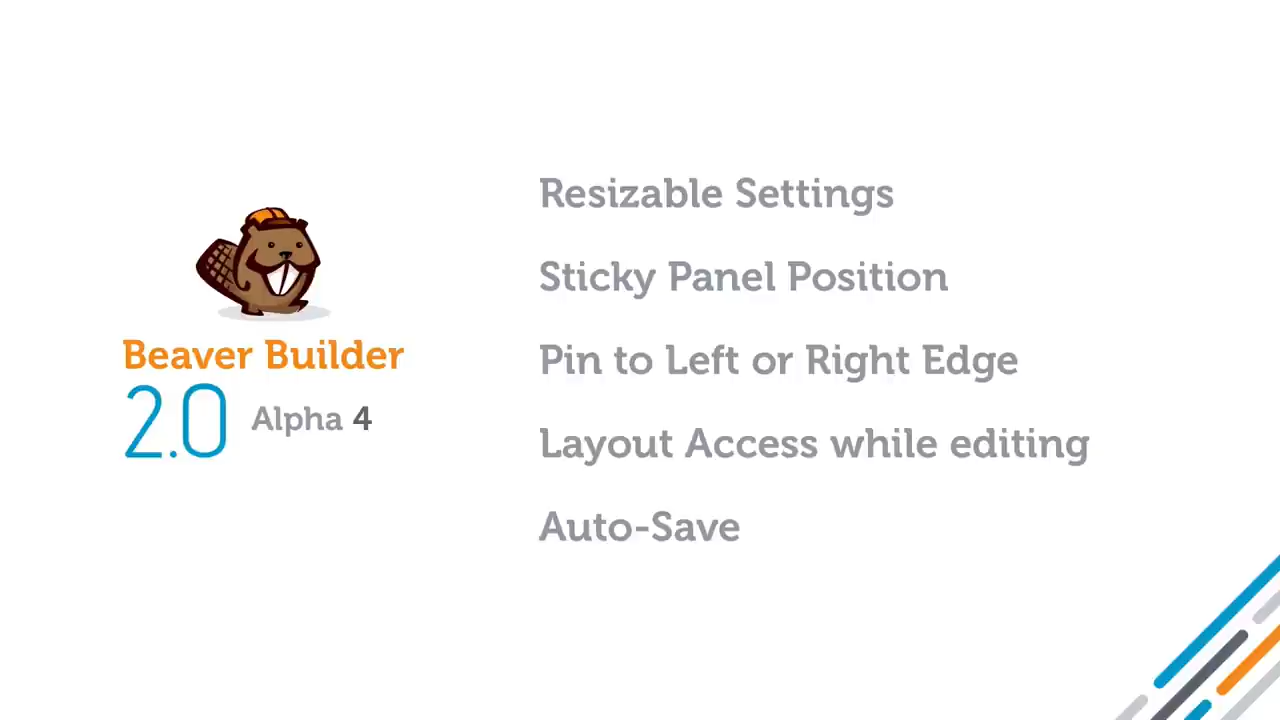 Beaver Builder
2.0 Alpha 4
Resizable Settings
Sticky Panel Position
Pin to Left or Right Edge
Layout Access while editing
Auto-Save